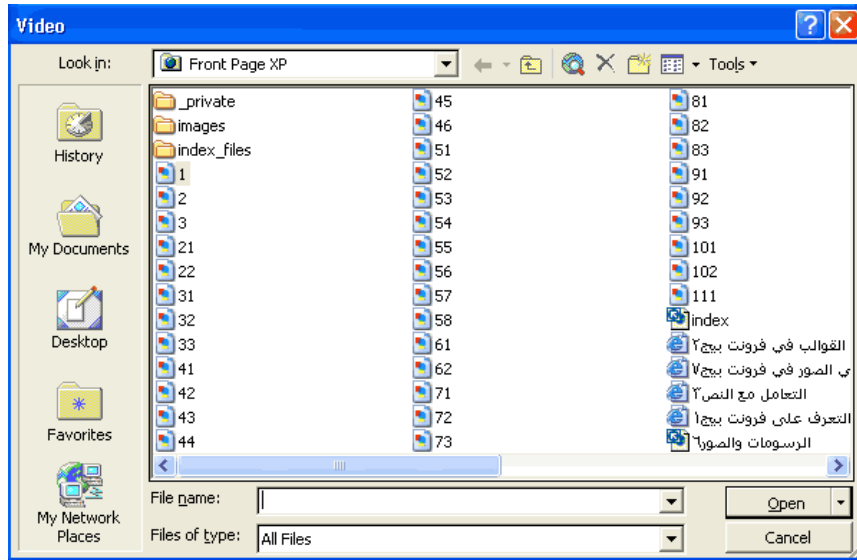 Video
Look in:
Front Page XP
Tools
History
My Documents
Desktop
Favorites
My Network
Places
_private
images
index_files
1
2
3
21
22
31
32
33
41
42
43
44
45
46
51
52
53
54
55
56
57
58
61
62
71
72
73
81
82
83
91
92
93
101
102
111
index
القوالب في فرونت بيج٢
ي الصور في فرونت بيج٧
التعامل مع النص٣
التعرف على فرونت بيج١
الرسومات والصور٦
File name:
Open
Files of type:
All Files
Cancel